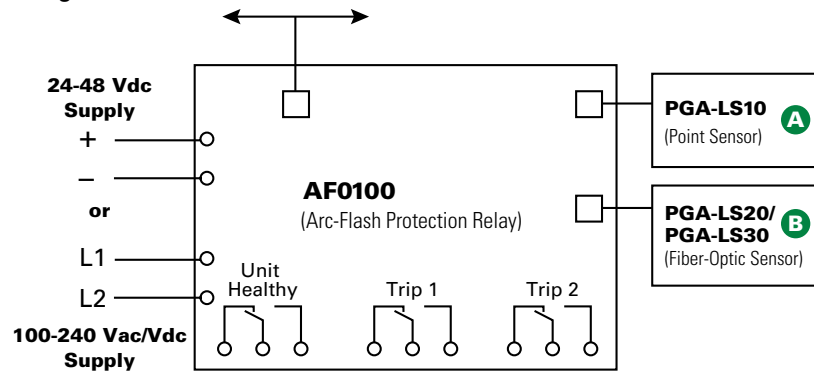 24-48 Vdc
Supply
+
–
or
L1
L2
100-240 Vac/Vdc
Supply
AF0100
(Arc-Flash Protection Relay)
Unit
Healthy
Trip 1
Trip 2
PGA-LS10
(Point Sensor)
A
PGA-LS20/
PGA-LS30
(Fiber-Optic Sensor)
B